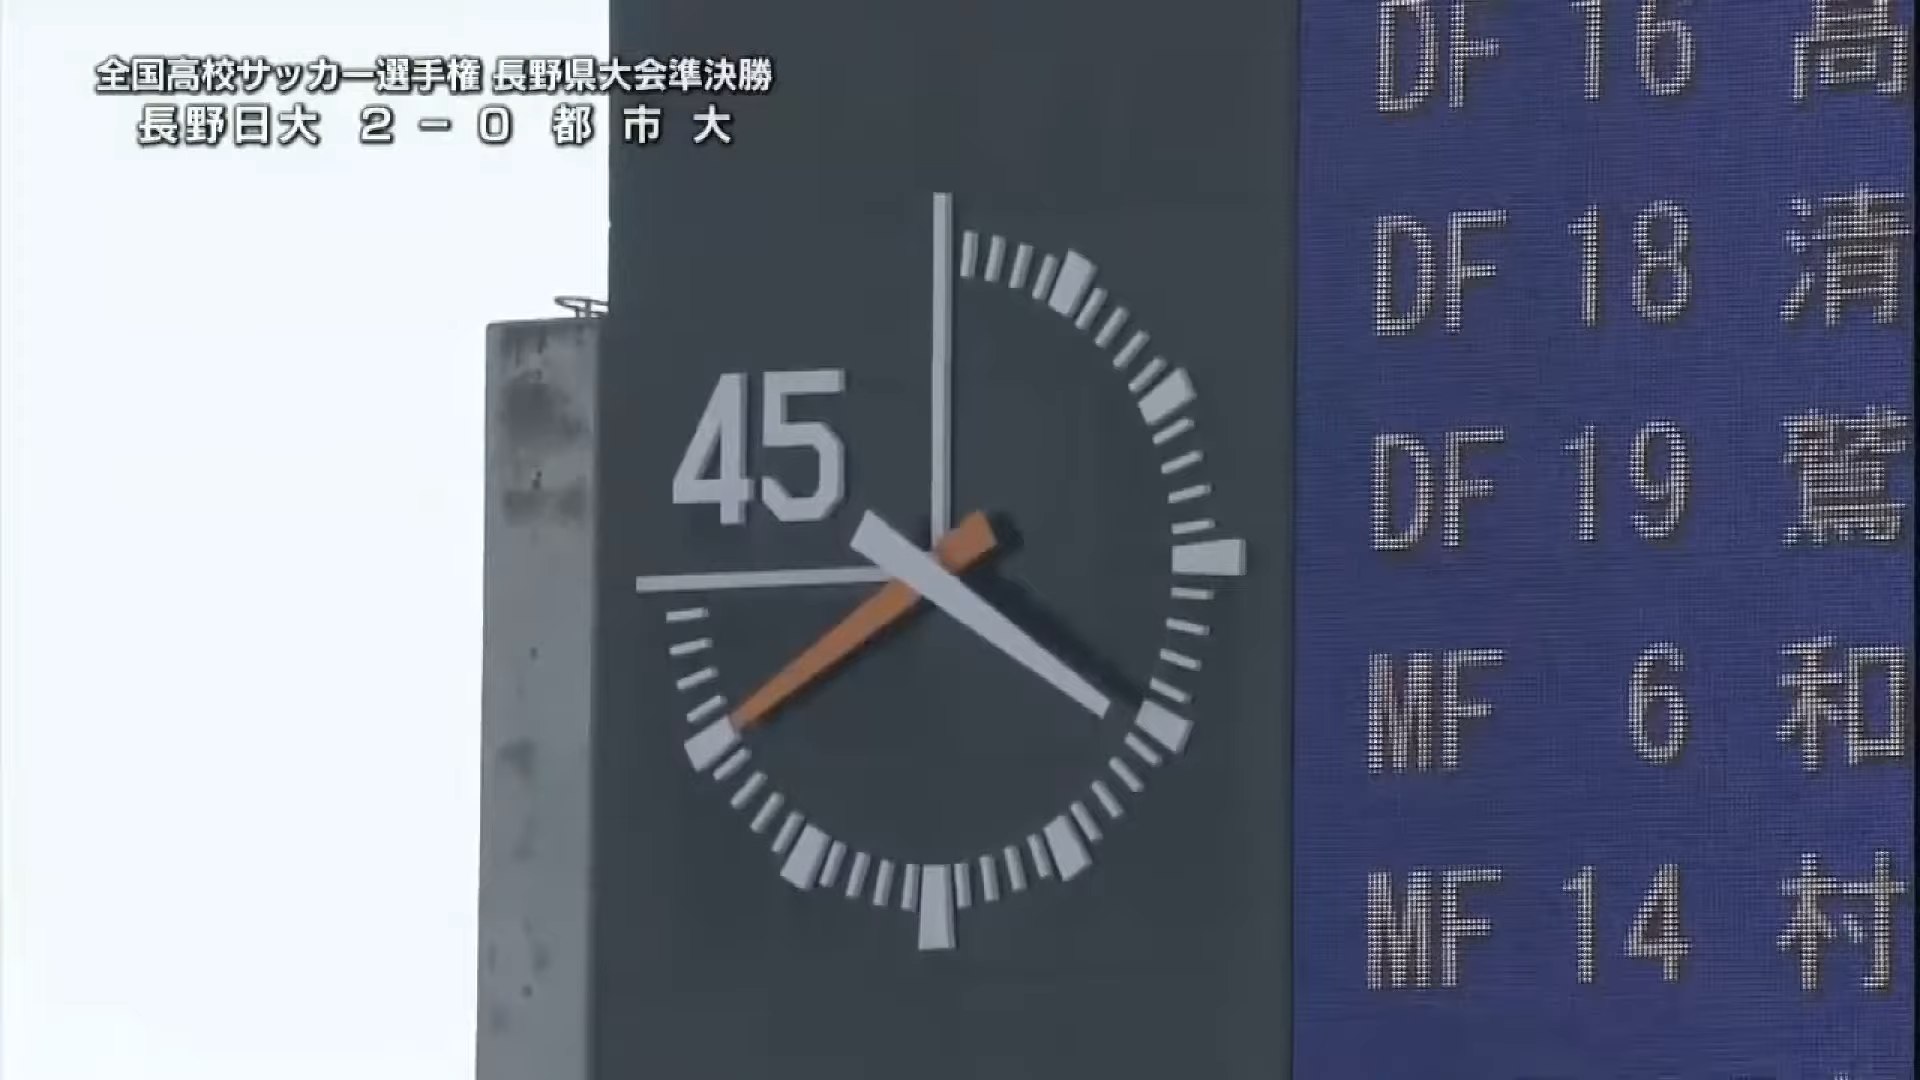 全国高校サッカー選手権 長野県大会準決勝
長野日大 2 - 0 都市大
45
DF 16 高
DF 18 清
DF 19 鷲
MF 6 和
MF 14 村